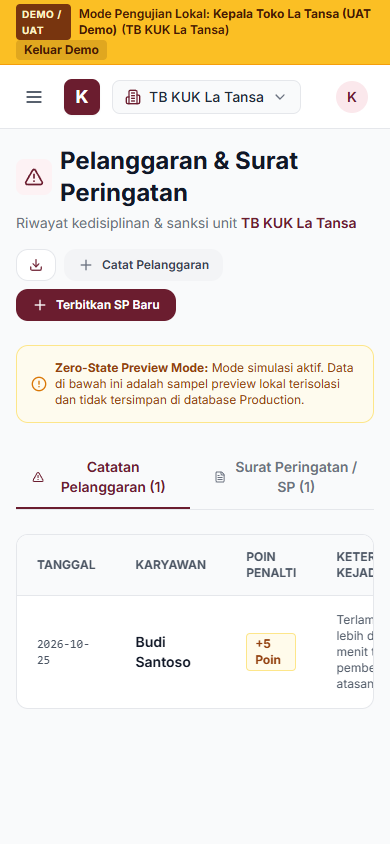 DEMO /
UAT
Mode Pengujian Lokal: Kepala Toko La Tansa (UAT
Demo) (TB KUK La Tansa)
Keluar Demo
K
TB KUK La Tansa
K
Pelanggaran & Surat
Peringatan
Riwayat kedisiplinan & sanksi unit TB KUK La Tansa
Catat Pelanggaran
Terbitkan SP Baru
Zero-State Preview Mode: Mode simulasi aktif. Data
di bawah ini adalah sampel preview lokal terisolasi
dan tidak tersimpan di database Production.
Catatan
Pelanggaran (1)
Surat Peringatan /
SP (1)
TANGGAL
KARYAWAN
POIN
PENALTI
2026-10-
25
Budi
Santoso
+5
Poin
lebih d
menit
atasan